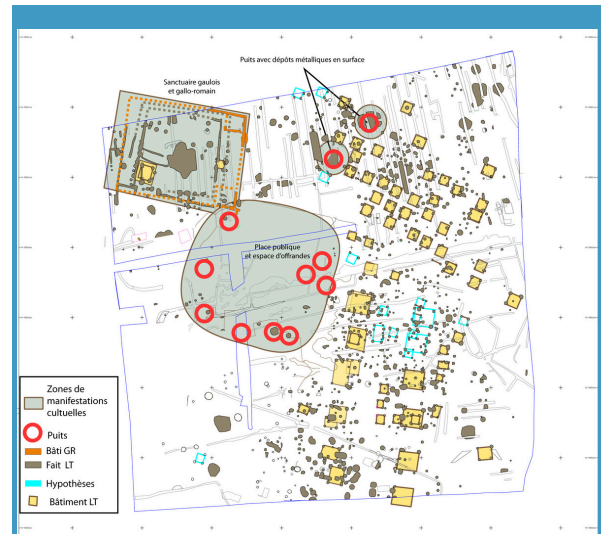 Puits avec dépôts métalliques en surface
Sanctuaire gaulois
et gallo-romain
Place publique
et espace d'offrandes
Zones de
manifestations
cultuelles
Puits
Bâti GR
Fait LT
Hypothèses
Bâtiment LT